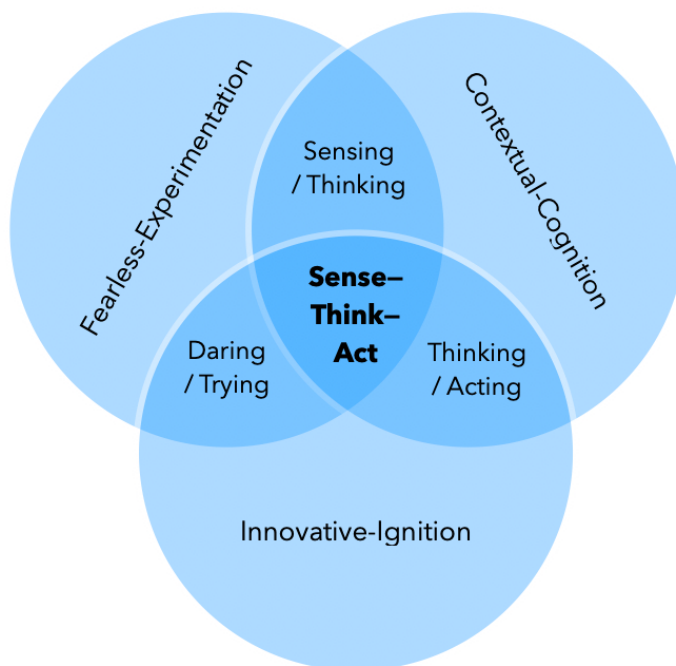 Fearless-Experimentation
Contextual-Cognition
Sensing
/ Thinking
Sense–
Think–
Act
Daring
/ Trying
Thinking
/ Acting
Innovative-Ignition